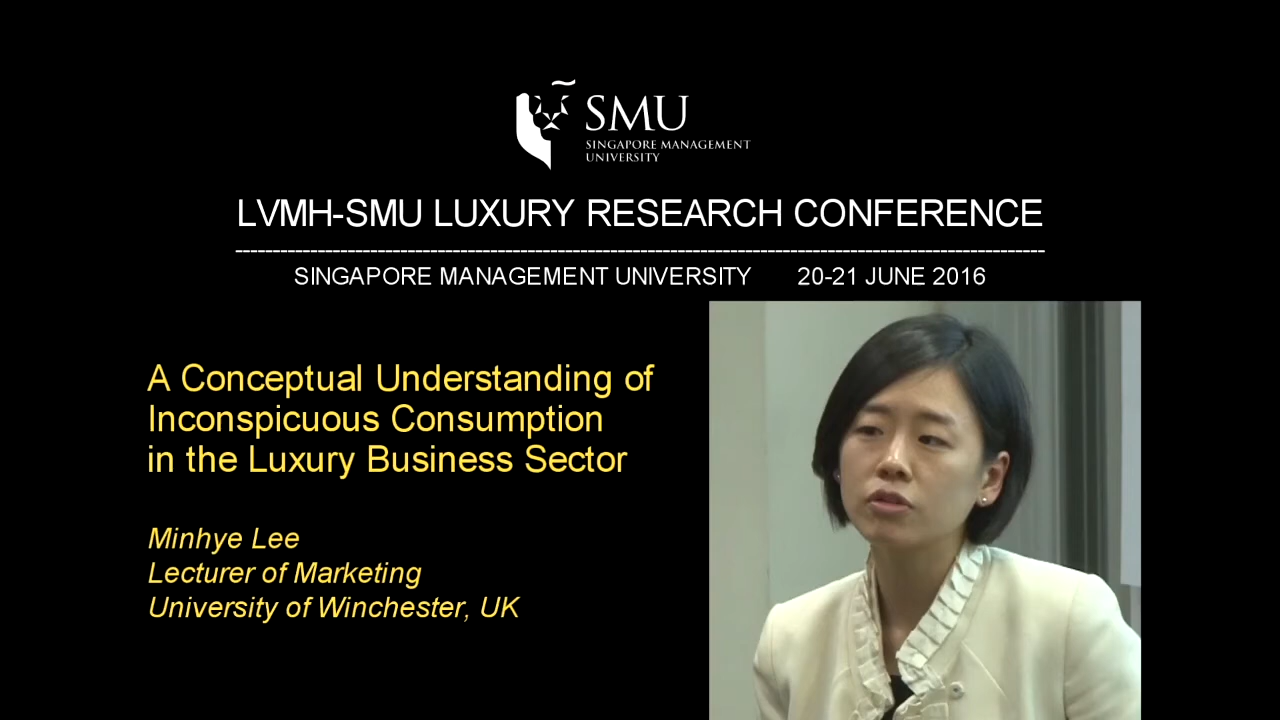 SMU
SINGAPORE MANAGEMENT
UNIVERSITY
LVMH-SMU LUXURY RESEARCH CONFERENCE
SINGAPORE MANAGEMENT UNIVERSITY 20-21 JUNE 2016
A Conceptual Understanding of
Inconspicuous Consumption
in the Luxury Business Sector
Minhye Lee
Lecturer of Marketing
University of Winchester, UK